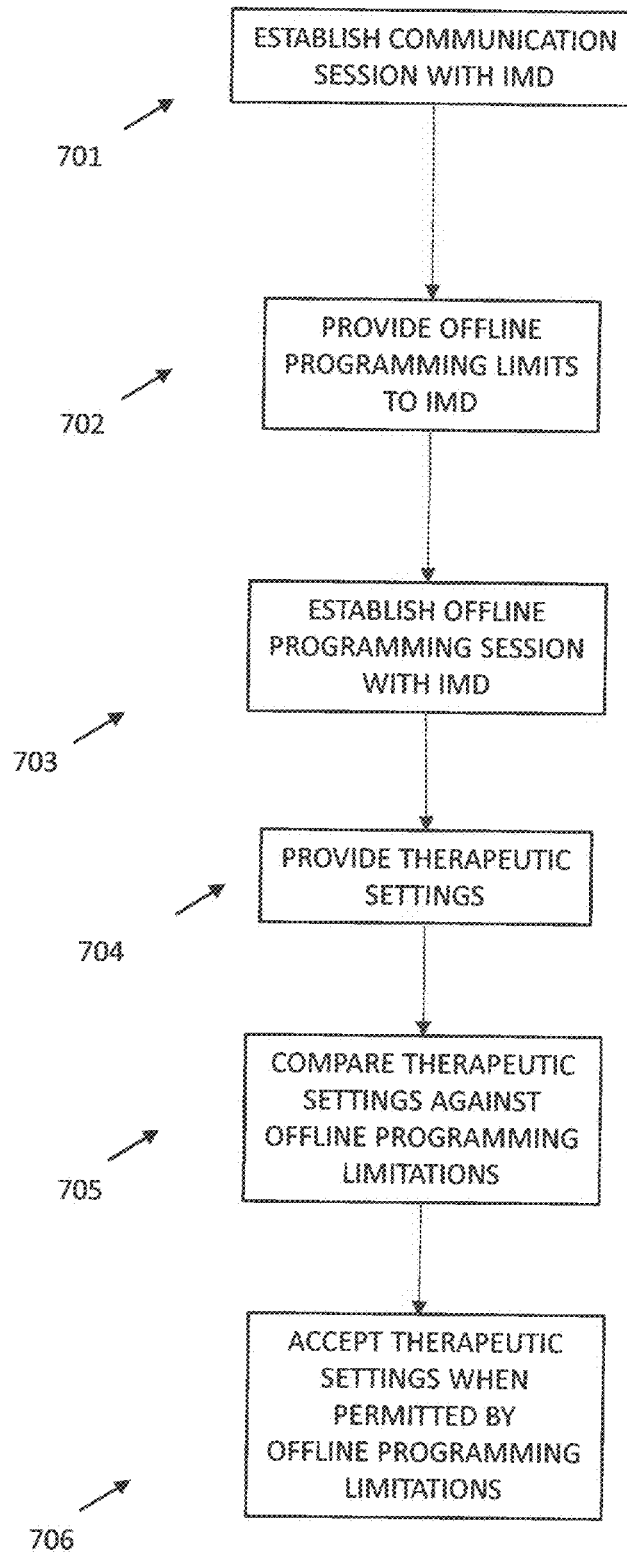 ESTABLISH COMMUNICATION
SESSION WITH IMD
701
PROVIDE OFFLINE
PROGRAMMING LIMITS
TO IMD
702
ESTABLISH OFFLINE
PROGRAMMING SESSION
WITH IMD
703
PROVIDE THERAPEUTIC
SETTINGS
704
COMPARE THERAPEUTIC
SETTINGS AGAINST
OFFLINE PROGRAMMING
LIMITATIONS
705
ACCEPT THERAPEUTIC
SETTINGS WHEN
PERMITTED BY
OFFLINE PROGRAMMING
LIMITATIONS
706